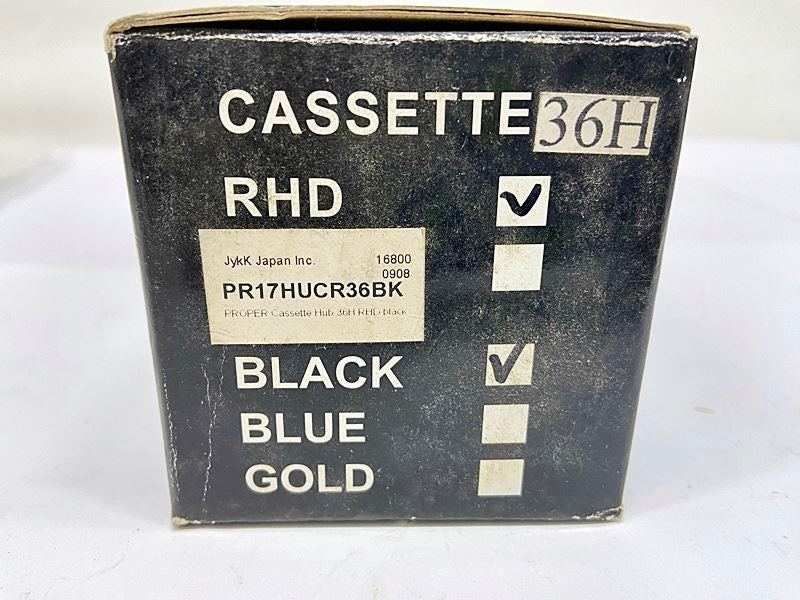 CASSETTE 36H
RHD
JykK Japan Inc. 16800
0908
PR17HUCR36BK
PROPER Cassette Hub 36H RHD black
BLACK
BLUE
GOLD